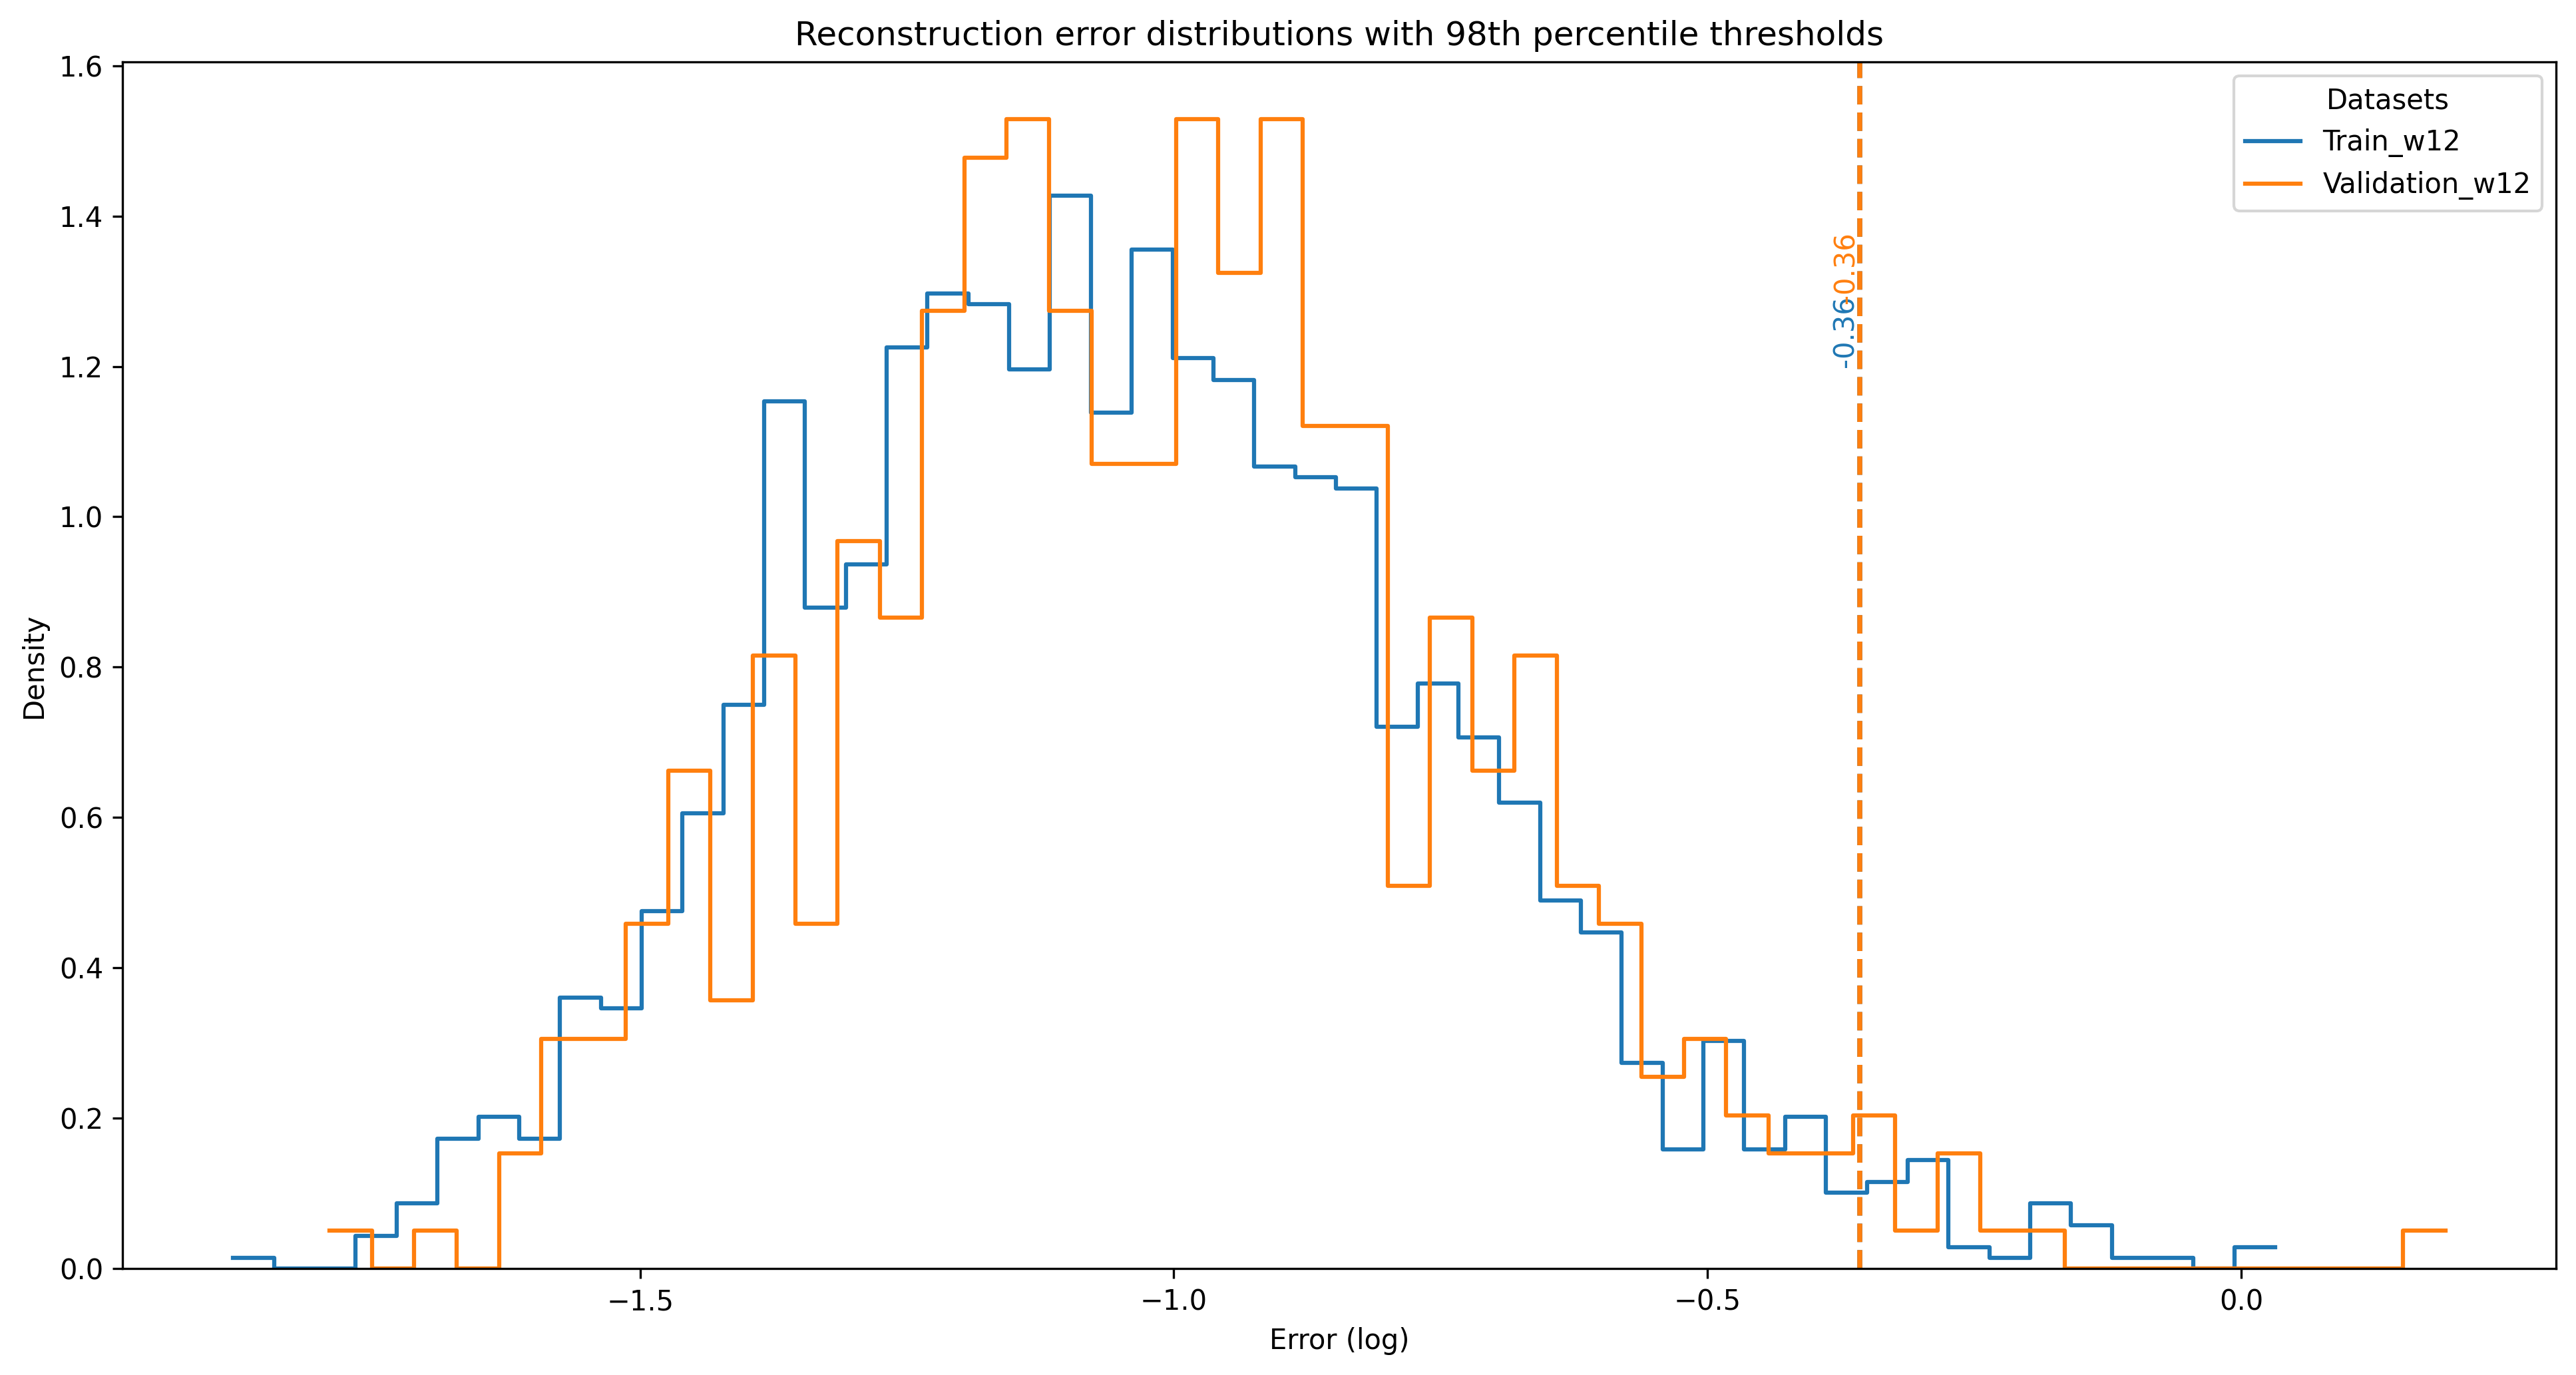 Reconstruction error distributions with 98th percentile thresholds
1.6
1.4
1.2
1.0
0.8
0.6
0.4
0.2
0.0
Density
Datasets
Train_w12
Validation_w12
-0.36
-0.36
−1.5
−1.0
−0.5
0.0
Error (log)